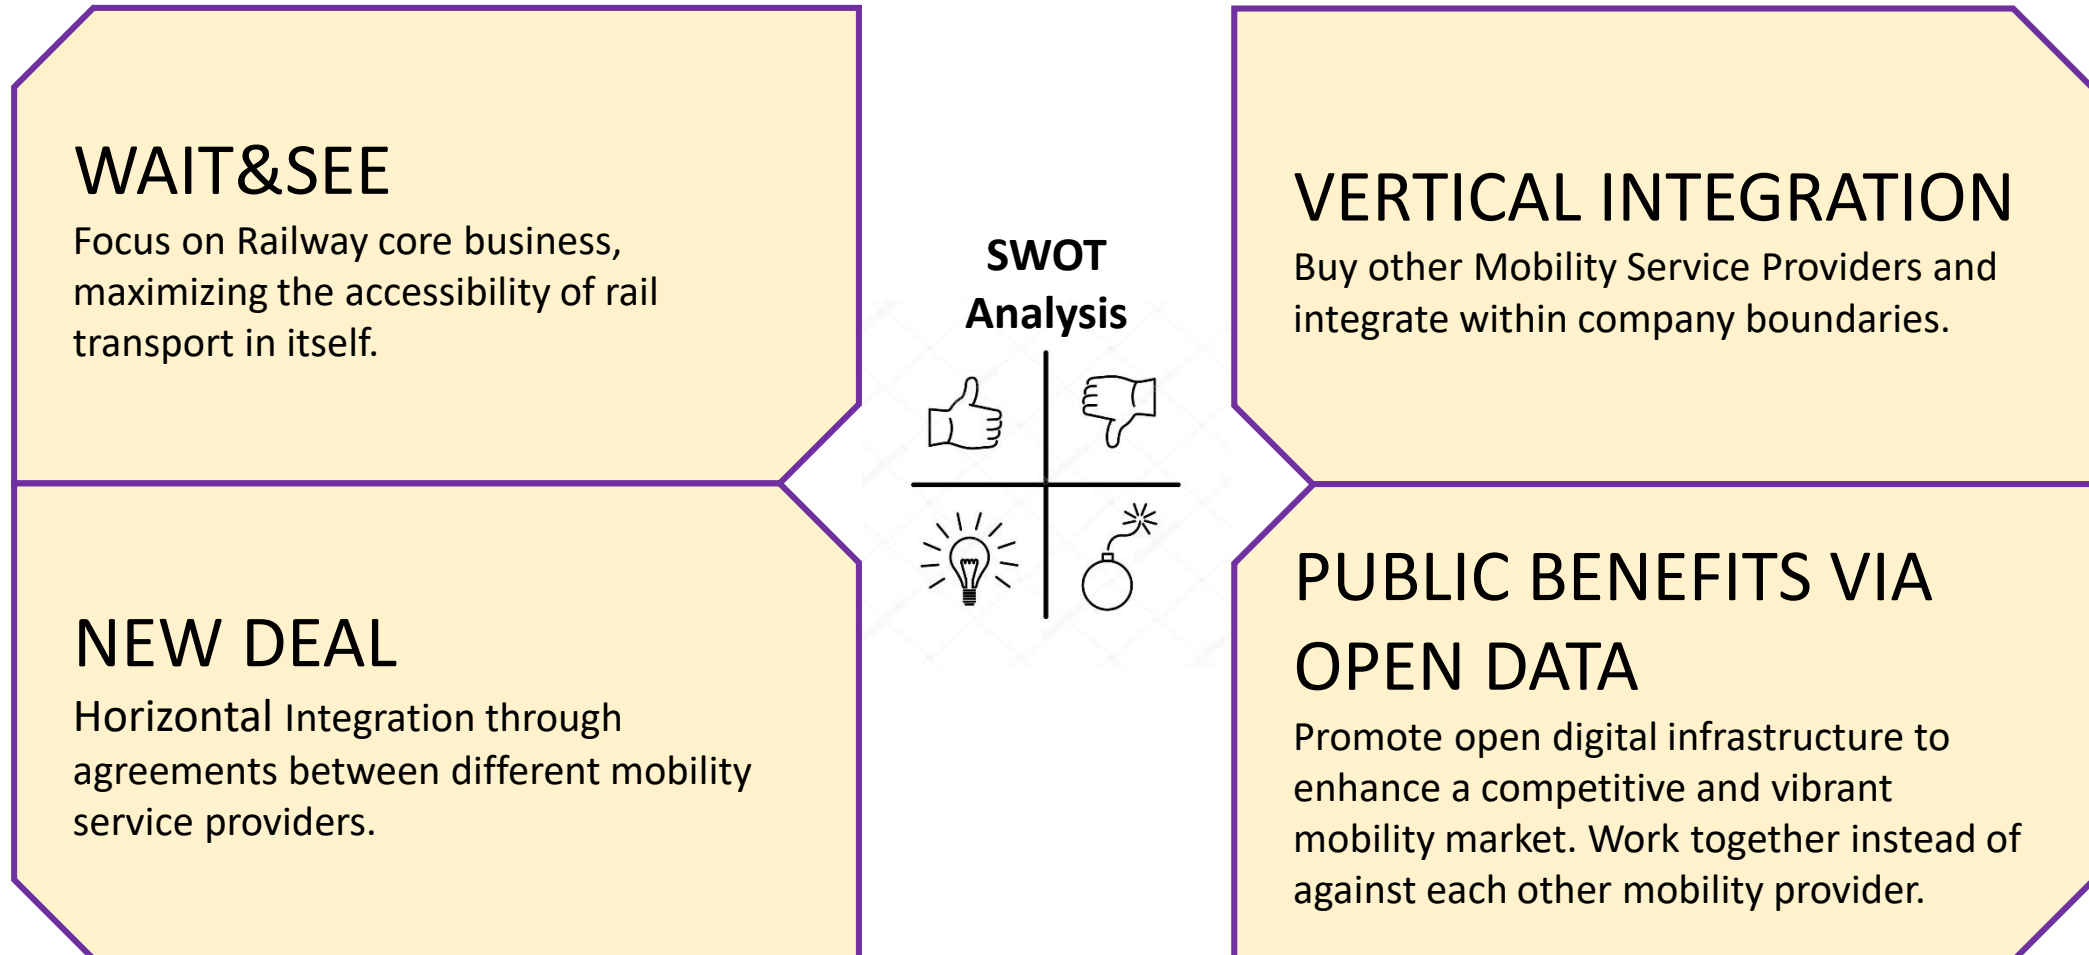 WAIT&SEE
Focus on Railway core business,
maximizing the accessibility of rail
transport in itself.
NEW DEAL
Horizontal Integration through
agreements between different mobility
service providers.
SWOT
Analysis
VERTICAL INTEGRATION
Buy other Mobility Service Providers and
integrate within company boundaries.
PUBLIC BENEFITS VIA
OPEN DATA
Promote open digital infrastructure to
enhance a competitive and vibrant
mobility market. Work together instead of
against each other mobility provider.